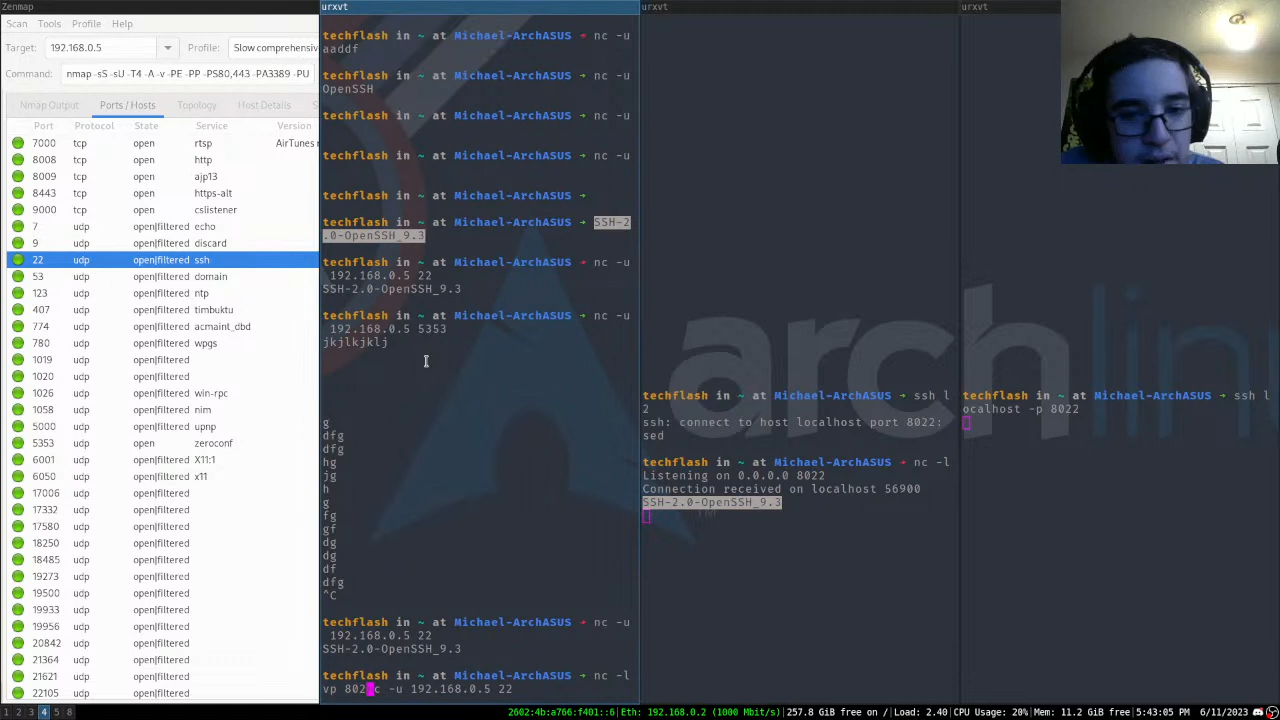 Zenmap
Scan Tools Profile Help
Target: 192.168.0.5 Profile: Slow comprehensive
Command: nmap -sS -sU -T4 -A -v -PE -PP -PS80,443 -PA3389 -PU
Nmap Output Ports / Hosts Topology Host Details
Port Protocol State Service Version
7000 tcp open rtsp AirTunes
8008 tcp open http
8009 tcp open ajp13
8443 tcp open https-alt
9000 tcp open cslistener
7 udp open|filtered echo
9 udp open|filtered discard
22 udp open|filtered ssh
53 udp open|filtered domain
123 udp open|filtered ntp
407 udp open|filtered timbuktu
774 udp open|filtered acmaint_dbd
780 udp open|filtered wpgs
1019 udp open|filtered
1020 udp open|filtered
1026 udp open|filtered win-rpc
1058 udp open|filtered nim
5000 udp open|filtered upnp
5353 udp open zeroconf
6001 udp open|filtered X11:1
6050 udp open|filtered x11
17006 udp open|filtered
17332 udp open|filtered
17580 udp open|filtered
18250 udp open|filtered
18485 udp open|filtered
19273 udp open|filtered
19500 udp open|filtered
19933 udp open|filtered
19956 udp open|filtered
20842 udp open|filtered
21364 udp open|filtered
22105 udp open|filtered
urxvt
techflash in ~ at Michael-ArchASUS ➜ nc -u
aaddf
techflash in ~ at Michael-ArchASUS ➜ nc -u
OpenSSH
techflash in ~ at Michael-ArchASUS ➜ nc -u
techflash in ~ at Michael-ArchASUS ➜ nc -u
techflash in ~ at Michael-ArchASUS ➜
techflash in ~ at Michael-ArchASUS ➜ SSH-2
.0-OpenSSH_9.3
techflash in ~ at Michael-ArchASUS ➜ nc -u
192.168.0.5 22
SSH-2.0-OpenSSH_9.3
techflash in ~ at Michael-ArchASUS ➜ nc -u
192.168.0.5 5353
jkjlkjklj
g
dfg
dfg
hg
jg
h
g
fg
gf
dg
dg
df
dfg
^C
techflash in ~ at Michael-ArchASUS ➜ nc -u
192.168.0.5 22
SSH-2.0-OpenSSH_9.3
techflash in ~ at Michael-ArchASUS ➜ nc -l
vp 802 c -u 192.168.0.5 22
urxvt
techflash in ~ at Michael-ArchASUS ➜ ssh l
2
ssh: connect to host localhost port 8022:
sed
techflash in ~ at Michael-ArchASUS ➜ nc -l
Listening on 0.0.0.0 8022
Connection received on localhost 56900
SSH-2.0-OpenSSH_9.3
urxvt
techflash in ~ at Michael-ArchASUS ➜ ssh l
ocalhost -p 8022
arch linux
1 2 3 4 5 8
2602:4b:a766:f401::6|Eth: 192.168.0.2 (1000 Mbit/s)|257.8 GiB free on /|Load: 2.40|CPU Usage: 20%|Mem: 11.2 GiB free|5:43:05 PM, 6/11/2023